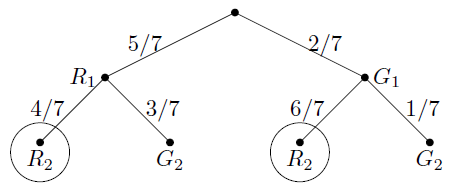 5/7 2/7
R₁ G₁
4/7 3/7 6/7 1/7
R₂ G₂ R₂ G₂